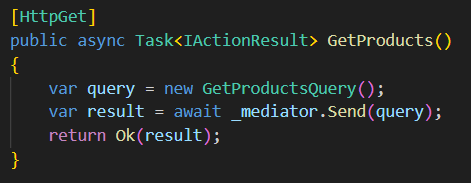 [HttpGet]
public async Task<IActionResult> GetProducts()
{
    var query = new GetProductsQuery();
    var result = await _mediator.Send(query);
    return Ok(result);
}